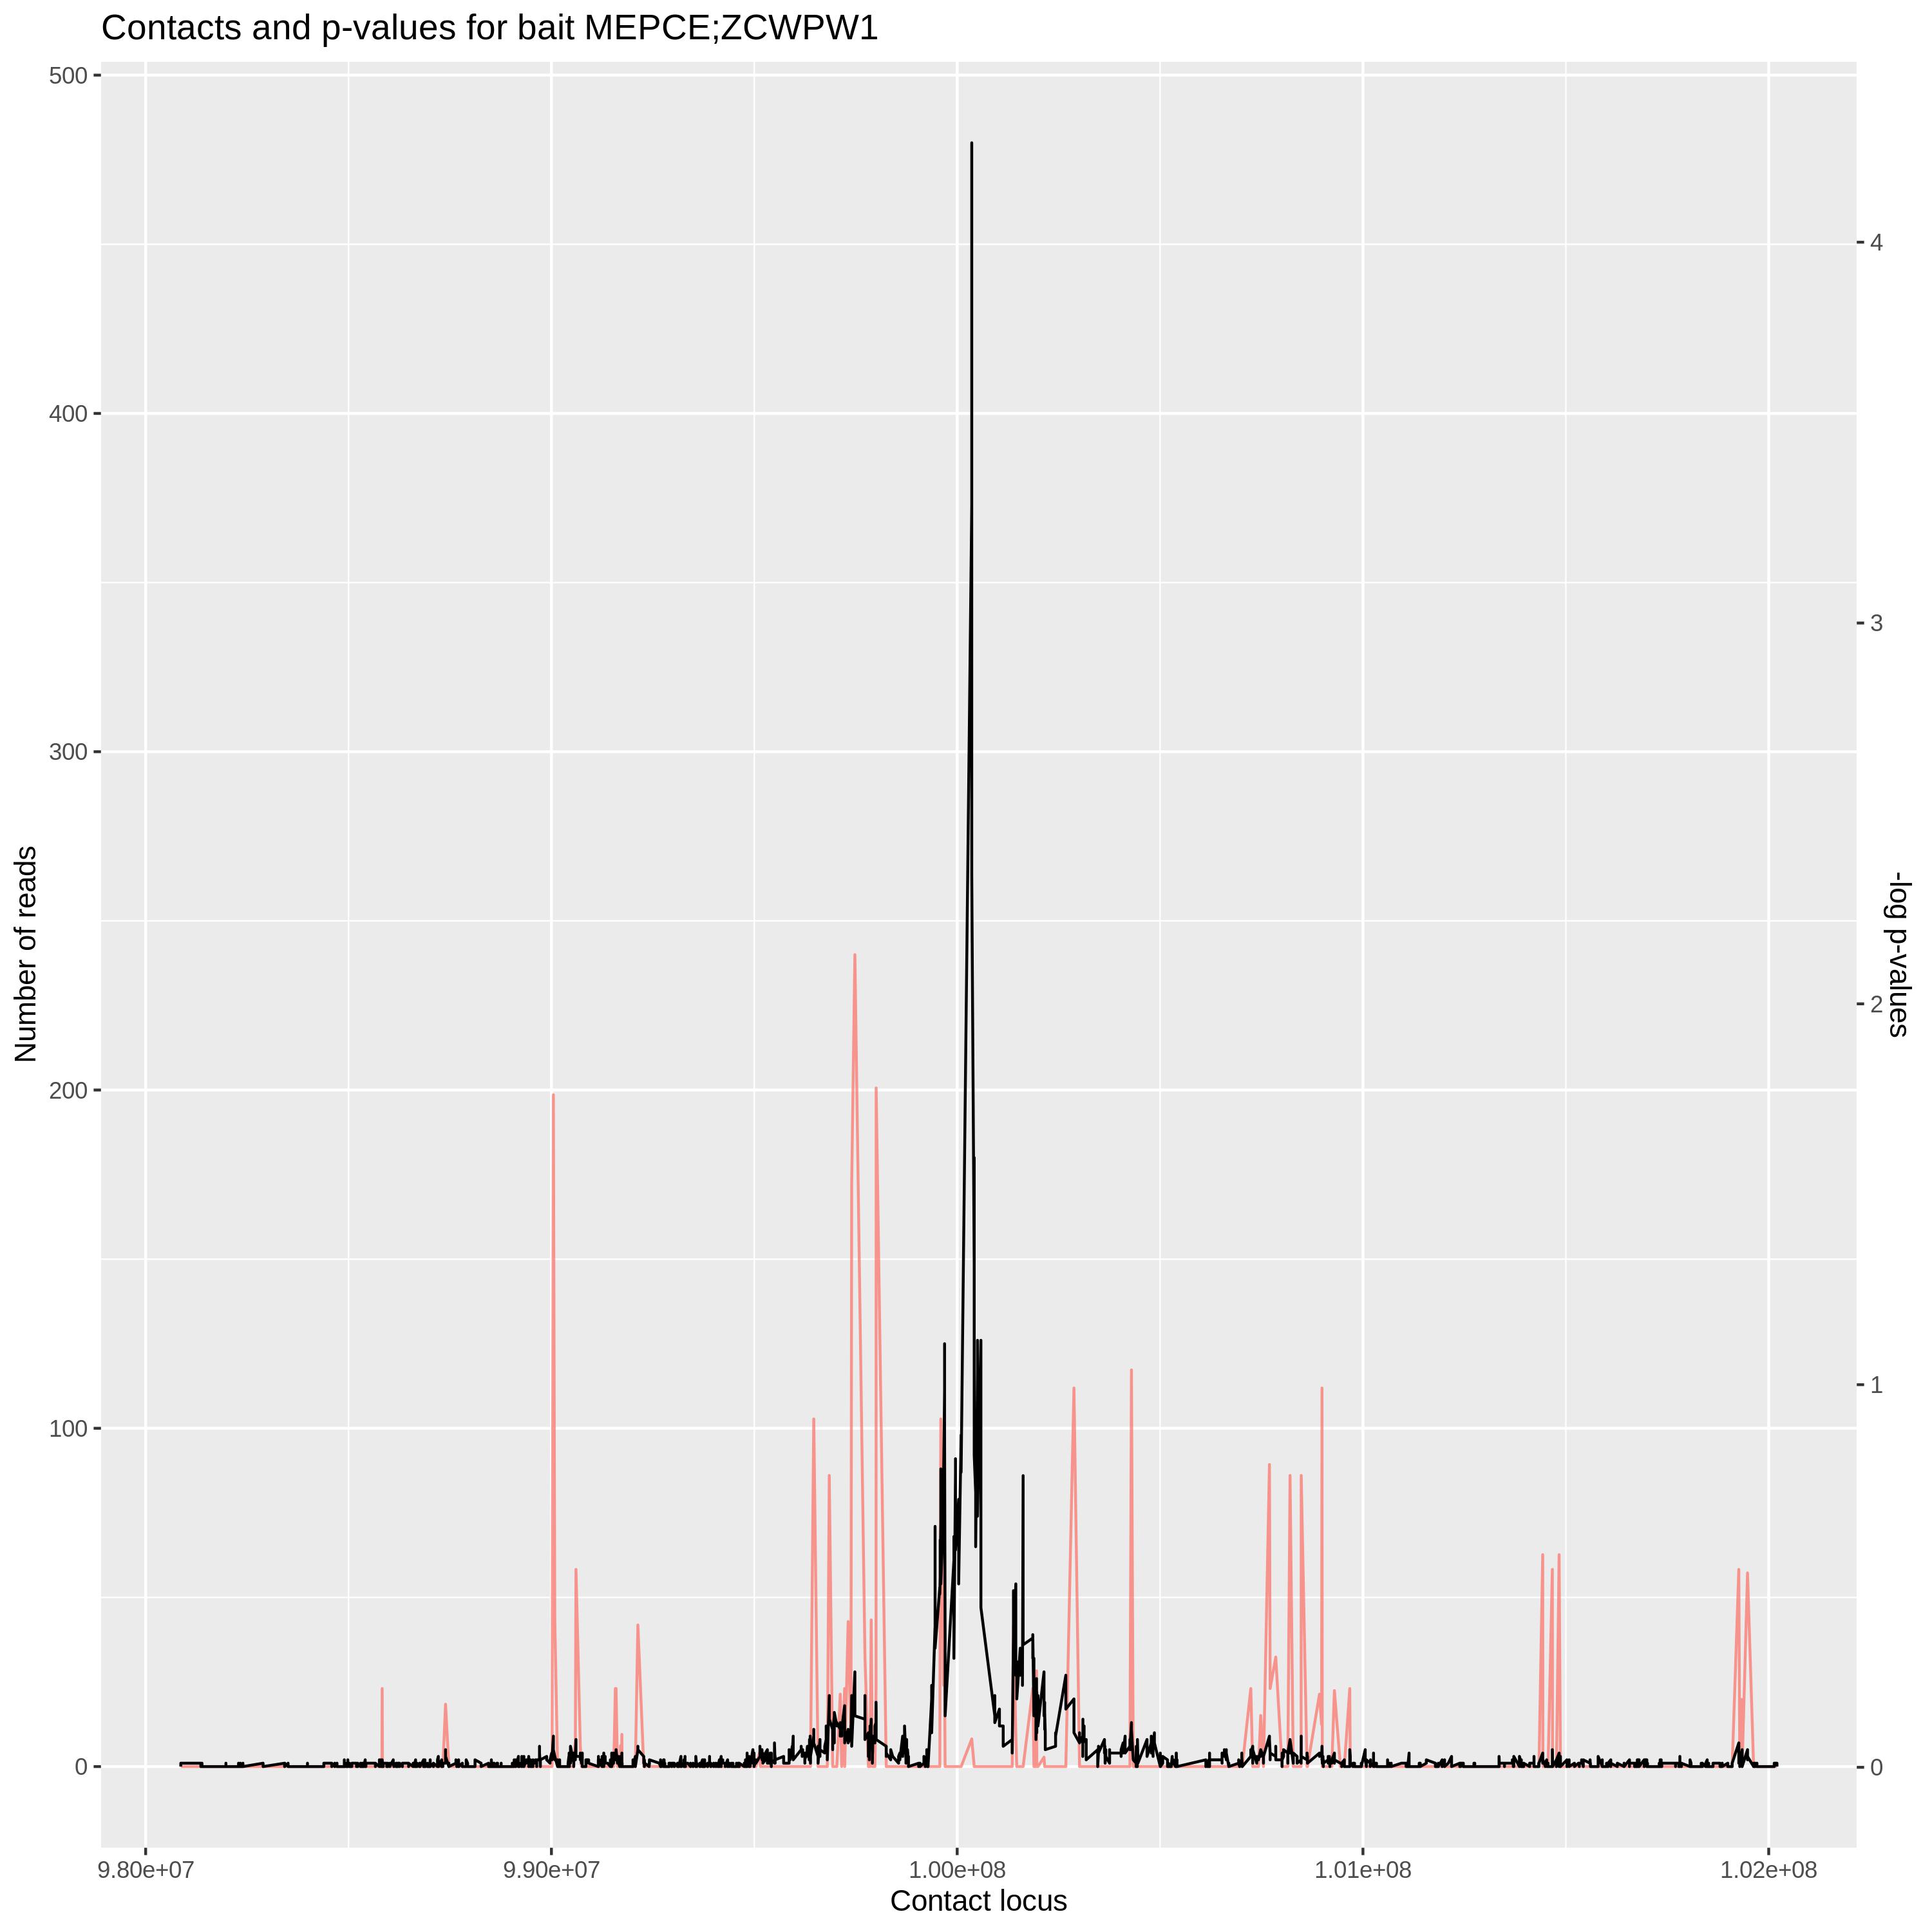 Contacts and p-values for bait MEPCE;ZCWPW1
500
400
300
200
100
0
Number of reads
4
3
2
1
0
-log p-values
9.80e+07 9.90e+07 1.00e+08 1.01e+08 1.02e+08
Contact locus